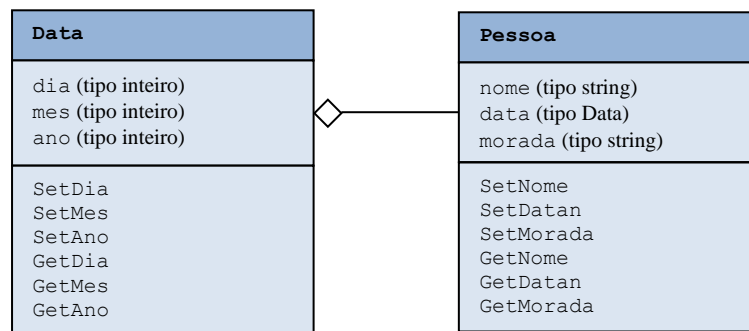 Data
dia (tipo inteiro)
mes (tipo inteiro)
ano (tipo inteiro)
SetDia
SetMes
SetAno
GetDia
GetMes
GetAno
Pessoa
nome (tipo string)
data (tipo Data)
morada (tipo string)
SetNome
SetDatan
SetMorada
GetNome
GetDatan
GetMorada